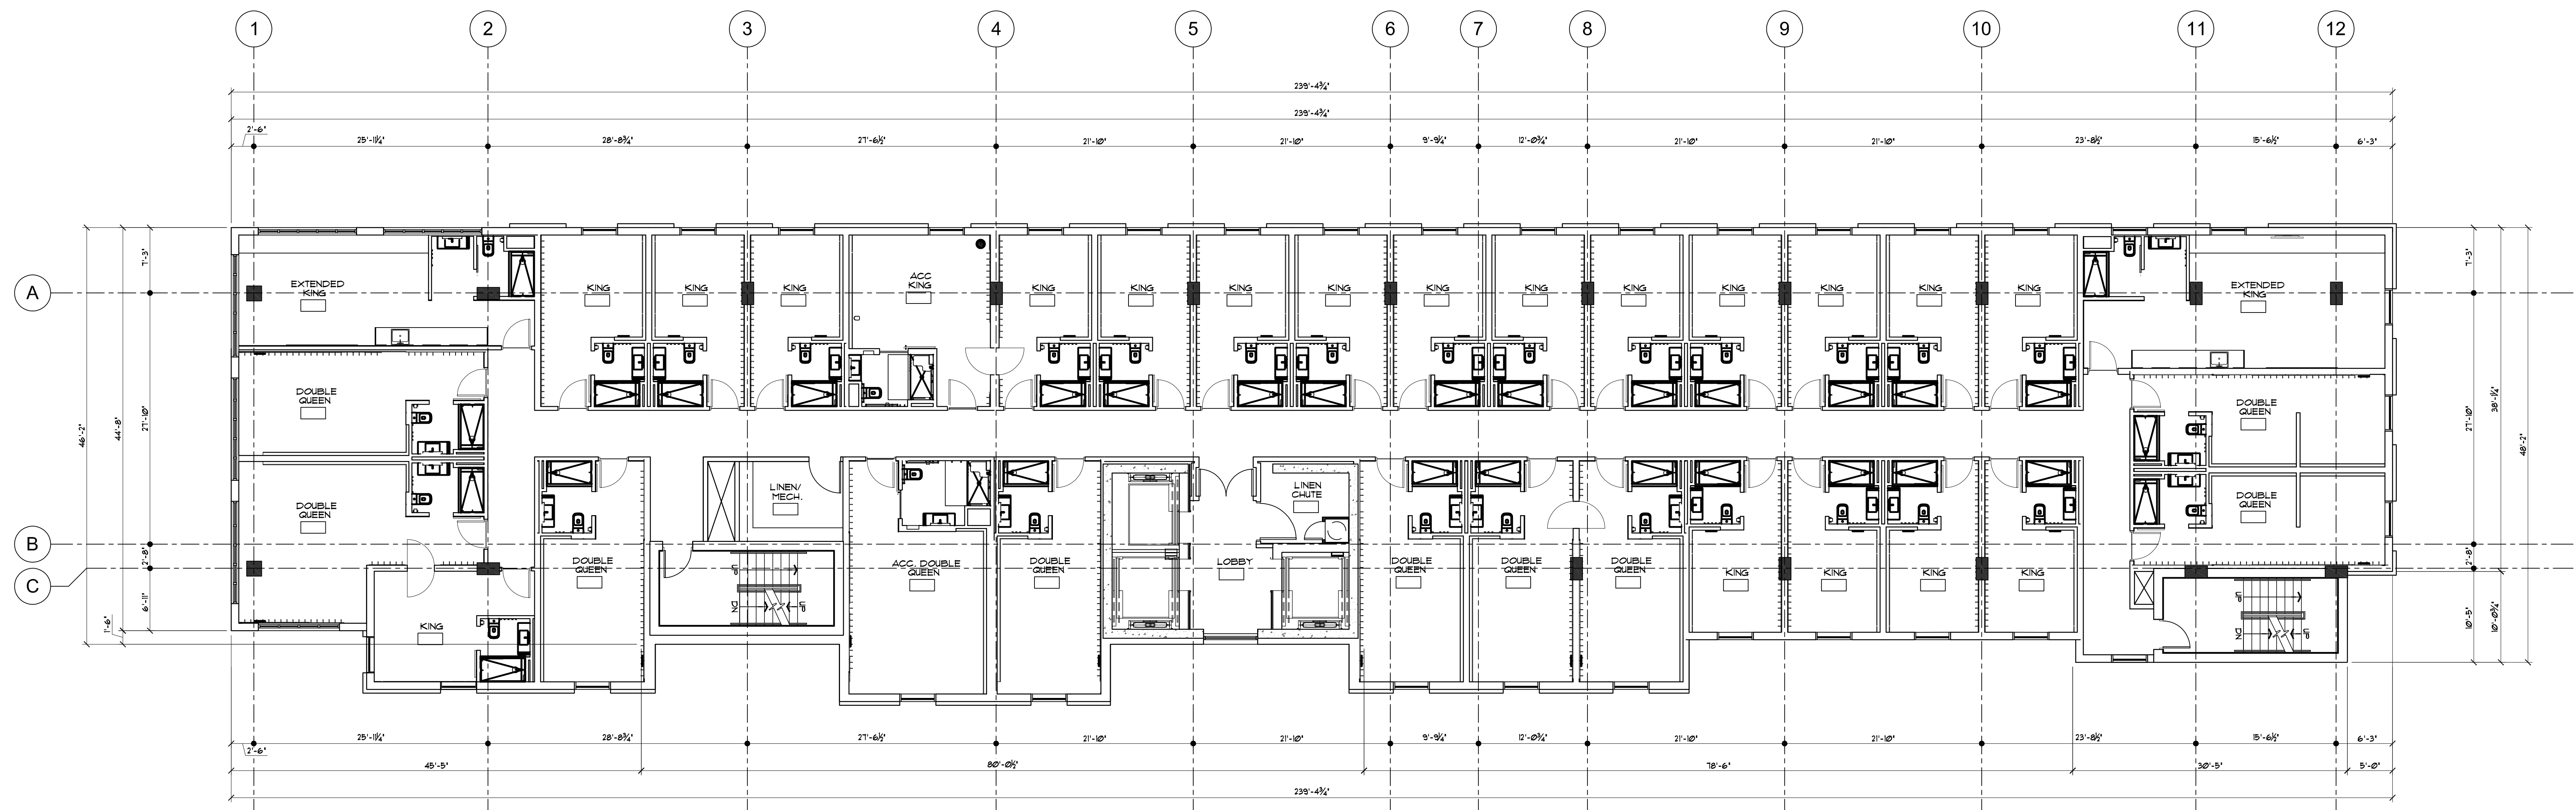 1 2 3 4 5 6 7 8 9 10 11 12
239'-4¾"
239'-4¾"
2'-6" 25'-11¼" 28'-8¾" 27'-6½" 21'-10" 21'-10" 9'-9¼" 12'-0¾" 21'-10" 21'-10" 23'-8½" 15'-6½" 6'-3"
A
B
C
7'-3"
27'-10"
2'-8"
6'-11"
1'-6"
44'-8"
46'-2"
EXTENDED
KING
KING
KING
KING
ACC
KING
KING
KING
KING
KING
KING
KING
KING
KING
KING
KING
KING
EXTENDED
KING
DOUBLE
QUEEN
DOUBLE
QUEEN
DOUBLE
QUEEN
DOUBLE
QUEEN
KING
DOUBLE
QUEEN
LINEN/
MECH.
UP
DN
UP
ACC. DOUBLE
QUEEN
DOUBLE
QUEEN
LOBBY
LINEN
CHUTE
DOUBLE
QUEEN
DOUBLE
QUEEN
DOUBLE
QUEEN
KING
KING
KING
KING
UP
DN
UP
7'-3"
27'-10"
2'-8"
10'-5"
38'-1¼"
10'-0¾"
48'-2"
2'-6" 25'-11¼" 28'-8¾" 27'-6½" 21'-10" 21'-10" 9'-9¼" 12'-0¾" 21'-10" 21'-10" 23'-8½" 15'-6½" 6'-3"
45'-5" 80'-0½" 78'-6" 30'-5" 5'-0"
239'-4¾"